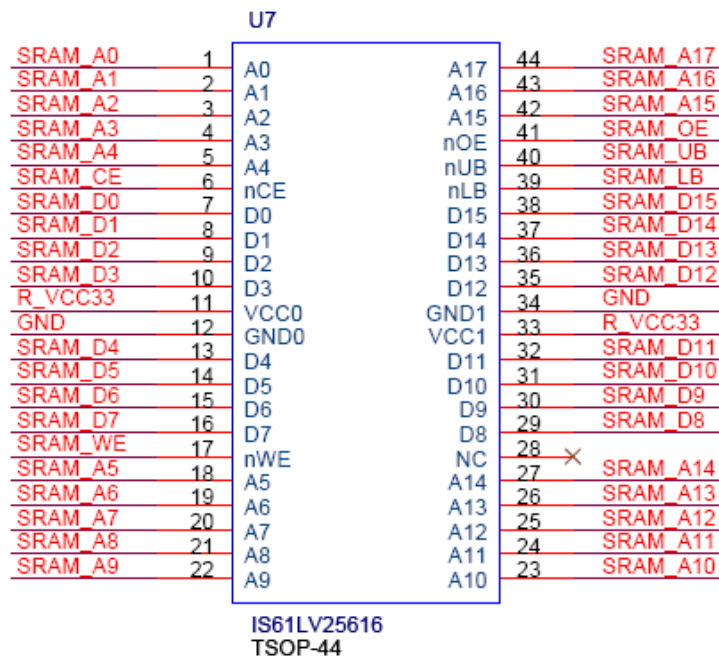 U7
SRAM_A0 1 A0 A17 44 SRAM_A17
SRAM_A1 2 A1 A16 43 SRAM_A16
SRAM_A2 3 A2 A15 42 SRAM_A15
SRAM_A3 4 A3 nOE 41 SRAM_OE
SRAM_A4 5 A4 nUB 40 SRAM_UB
SRAM_CE 6 nCE nLB 39 SRAM_LB
SRAM_D0 7 D0 D15 38 SRAM_D15
SRAM_D1 8 D1 D14 37 SRAM_D14
SRAM_D2 9 D2 D13 36 SRAM_D13
SRAM_D3 10 D3 D12 35 SRAM_D12
R_VCC33 11 VCC0 GND1 34 GND
GND 12 GND0 VCC1 33 R_VCC33
SRAM_D4 13 D4 D11 32 SRAM_D11
SRAM_D5 14 D5 D10 31 SRAM_D10
SRAM_D6 15 D6 D9 30 SRAM_D9
SRAM_D7 16 D7 D8 29 SRAM_D8
SRAM_WE 17 nWE NC 28
SRAM_A5 18 A5 A14 27 SRAM_A14
SRAM_A6 19 A6 A13 26 SRAM_A13
SRAM_A7 20 A7 A12 25 SRAM_A12
SRAM_A8 21 A8 A11 24 SRAM_A11
SRAM_A9 22 A9 A10 23 SRAM_A10
IS61LV25616
TSOP-44